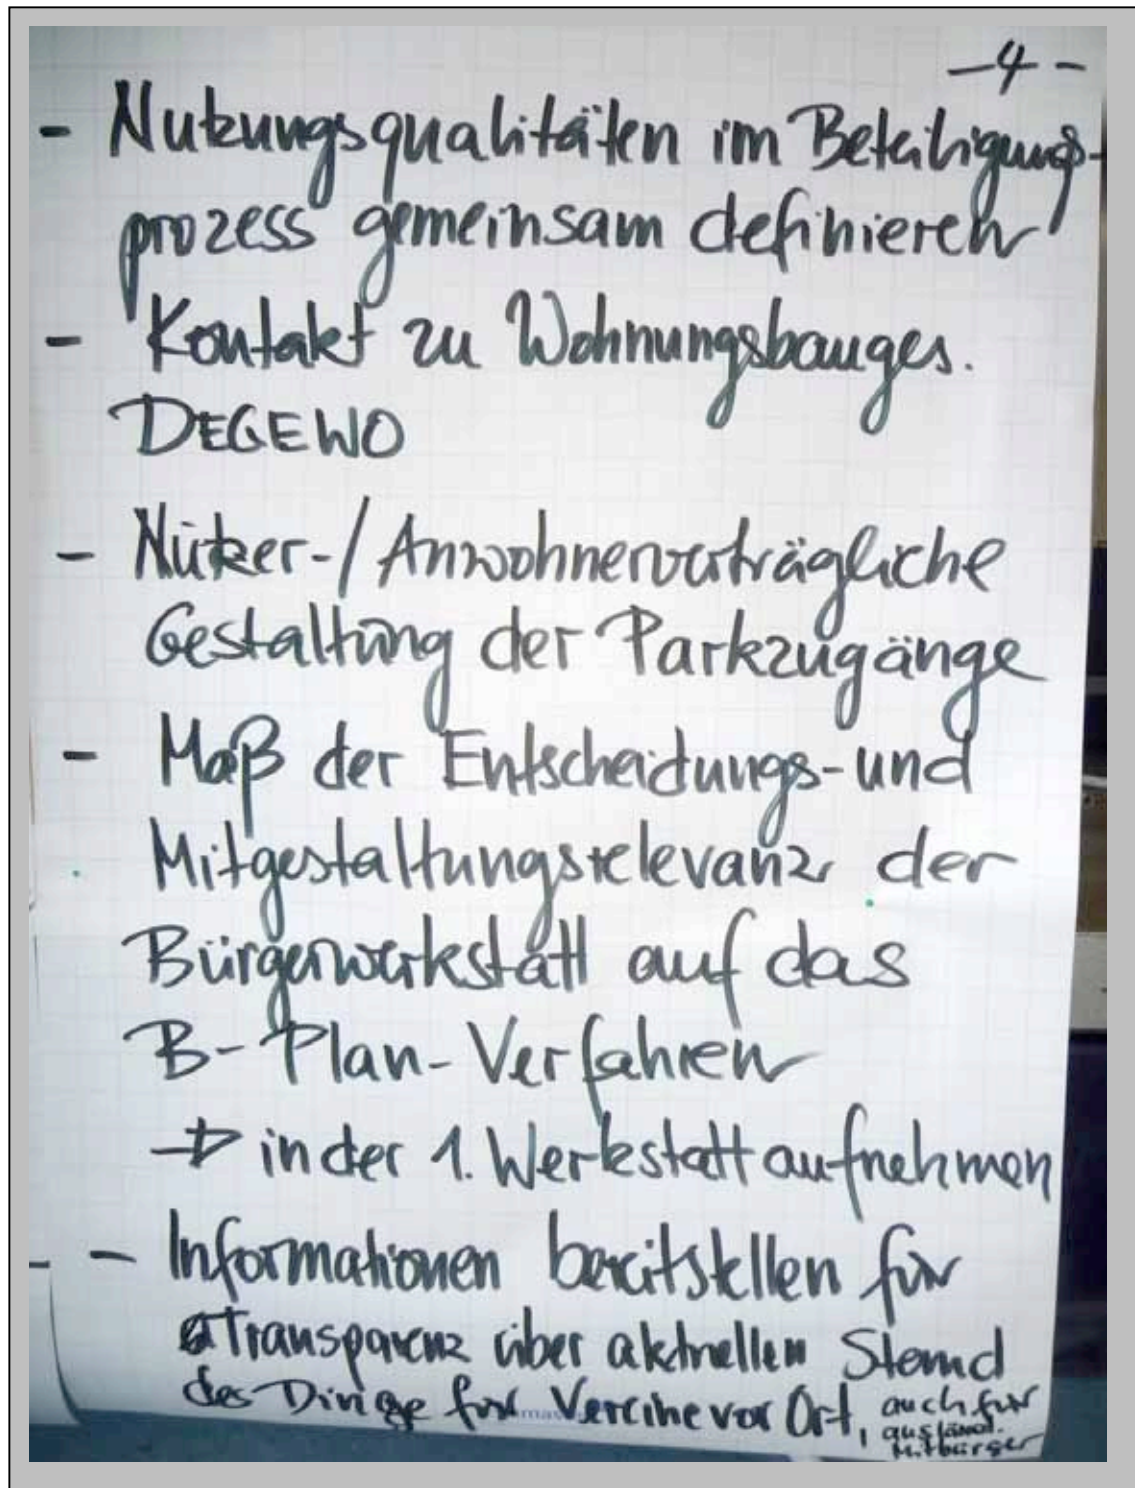 -4-
- Nutzungsqualitäten im Beteiligungs-
prozess gemeinsam definieren
- Kontakt zu Wohnungsbauges.
DEGEWO
- Nutzer-/Anwohnerverträgliche
Gestaltung der Parkzugänge
- Maß der Entscheidungs- und
Mitgestaltungsrelevanz der
Bürgerwerkstatt auf das
B-Plan-Verfahren
→ in der 1. Werkstatt aufnehmen
- Informationen bereitstellen für
Transparenz über aktuellen Stand
des Dinge für Vereine vor Ort, auch für
ausländ.
Mitbürger